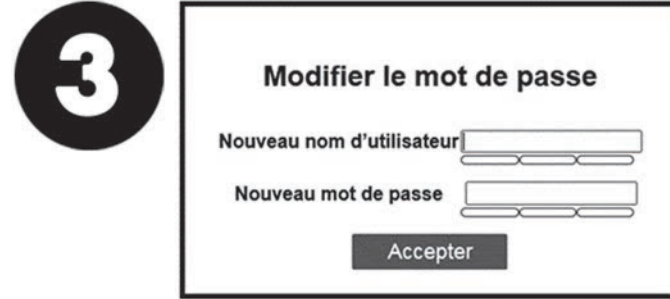 3
Modifier le mot de passe
Nouveau nom d’utilisateur
Nouveau mot de passe
Accepter